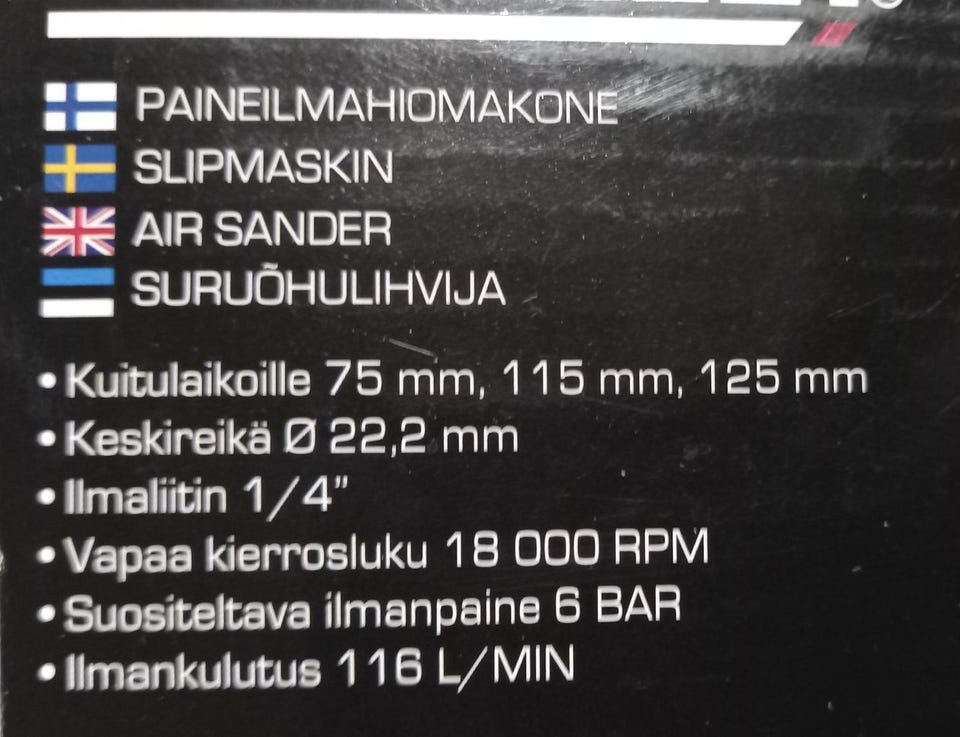 PAINEILMAHIOMAKONE
SLIPMASKIN
AIR SANDER
SURUÕHULIHVIJA
• Kuitulaikoille 75 mm, 115 mm, 125 mm
• Keskireikä Ø 22,2 mm
• Ilmaliitin 1/4”
• Vapaa kierrosluku 18 000 RPM
• Suositeltava ilmanpaine 6 BAR
• Ilmankulutus 116 L/MIN